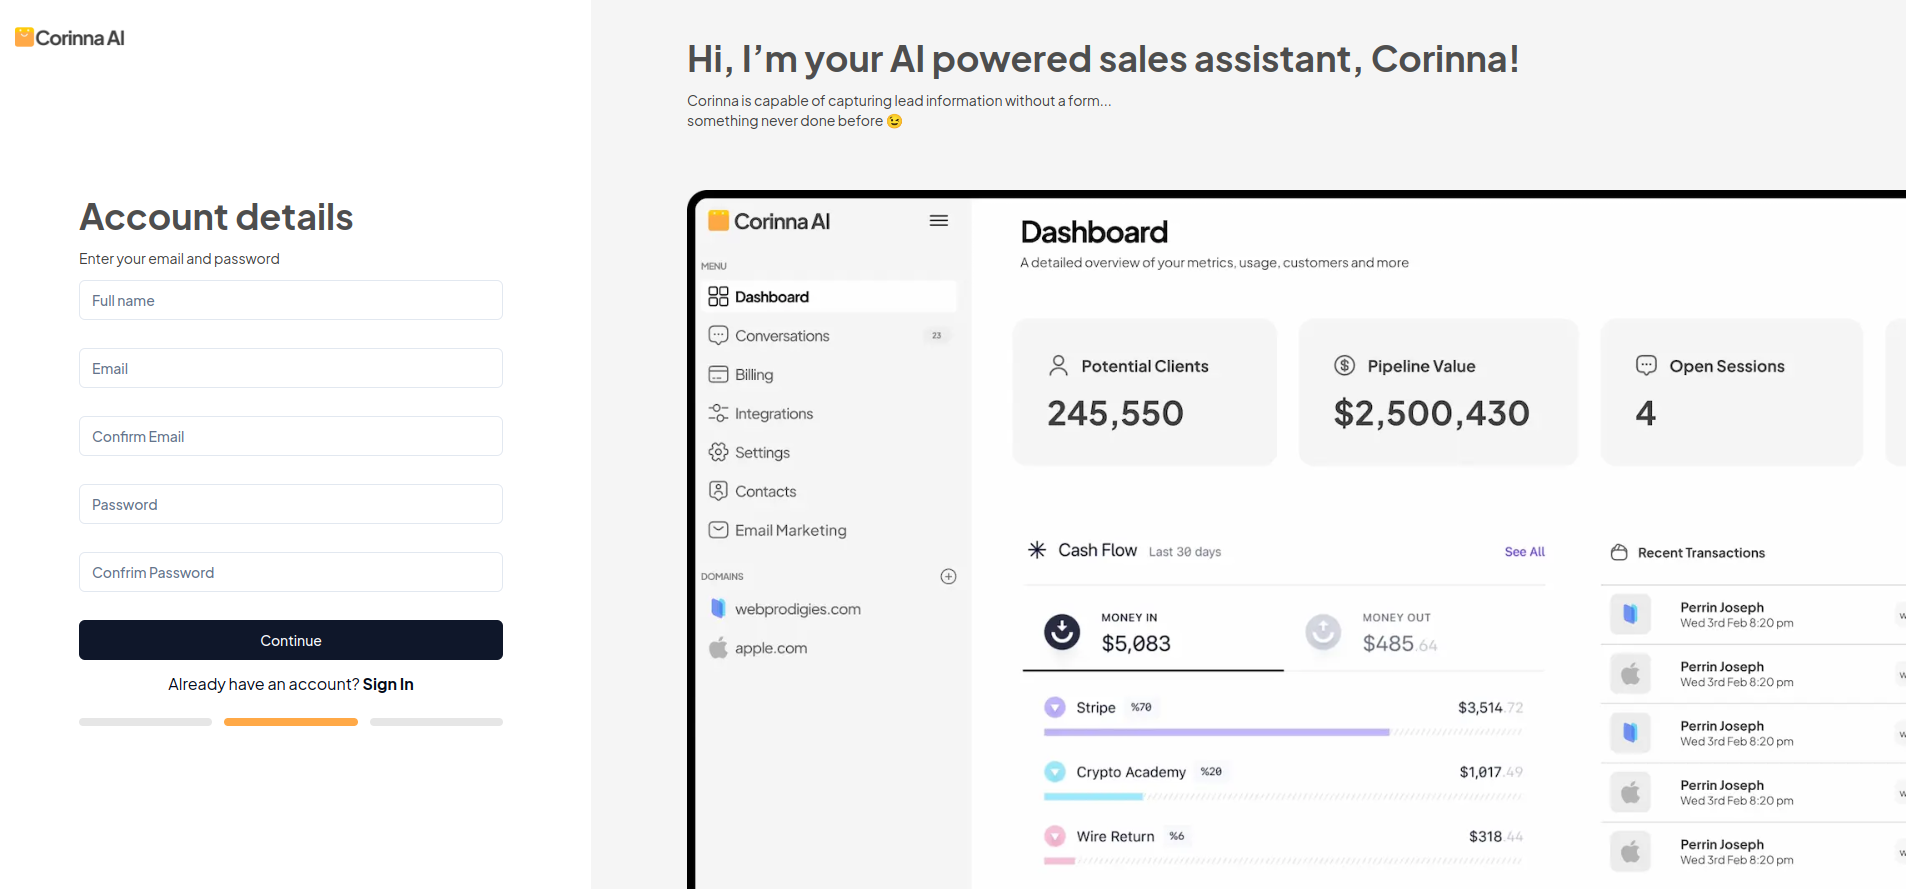 Corinna AI
Account details
Enter your email and password
Full name
Email
Confirm Email
Password
Confrim Password
Continue
Already have an account? Sign In
Hi, I’m your AI powered sales assistant, Corinna!
Corinna is capable of capturing lead information without a form...
something never done before 😉
Corinna AI
MENU
Dashboard
Conversations 23
Billing
Integrations
Settings
Contacts
Email Marketing
DOMAINS
webprodigies.com
apple.com
Dashboard
A detailed overview of your metrics, usage, customers and more
Potential Clients
245,550
Pipeline Value
$2,500,430
Open Sessions
4
Cash Flow Last 30 days See All
MONEY IN
$5,083
MONEY OUT
$485.64
Stripe %70 $3,514.72
Crypto Academy %20 $1,017.49
Wire Return %6 $318.44
Recent Transactions
Perrin Joseph
Wed 3rd Feb 8:20 pm
Perrin Joseph
Wed 3rd Feb 8:20 pm
Perrin Joseph
Wed 3rd Feb 8:20 pm
Perrin Joseph
Wed 3rd Feb 8:20 pm
Perrin Joseph
Wed 3rd Feb 8:20 pm